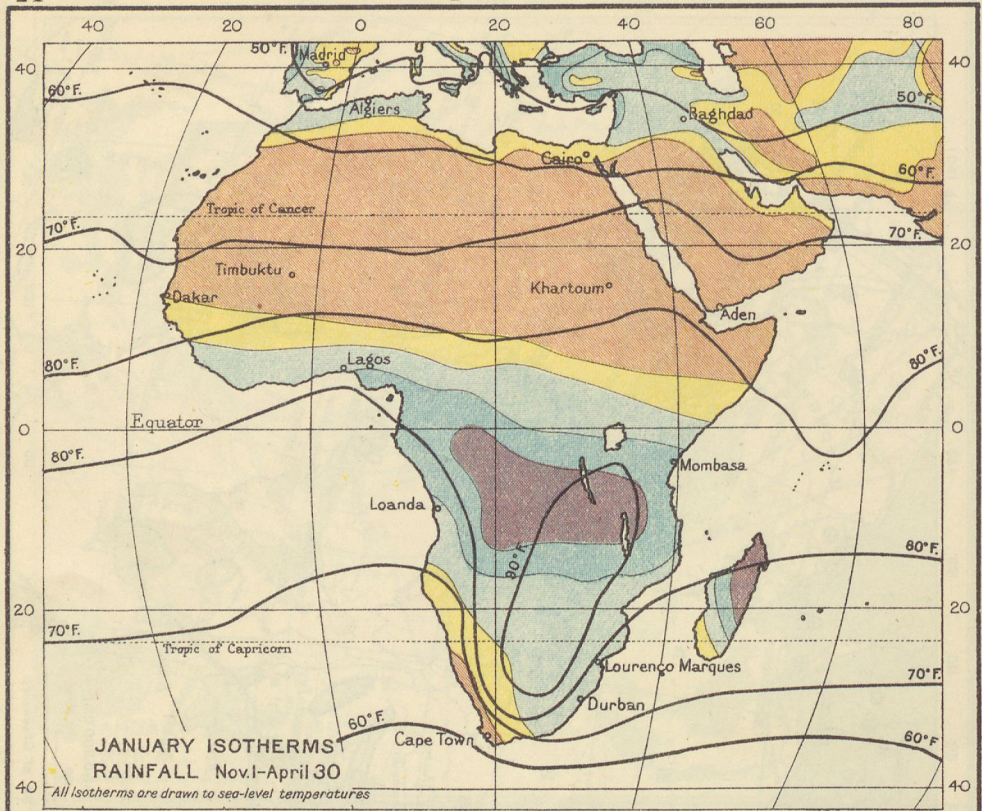 40
20
0
20
40
60
80
50°F.
Madrid
40
40
60°F.
Algiers
Baghdad
50°F.
Cairo
60°F.
Tropic of Cancer
70°F.
70°F.
20
20
Timbuktu
Khartoum
Dakar
Aden
80°F.
Lagos
80°F.
Equator
0
0
80°F.
Mombasa
Loanda
90°F.
80°F.
20
20
70°F.
Tropic of Capricorn
Lourenço Marques
70°F.
Durban
60°F.
Cape Town
60°F
JANUARY ISOTHERMS
RAINFALL Nov.1-April 30
40
40
All Isotherms are drawn to sea-level temperatures